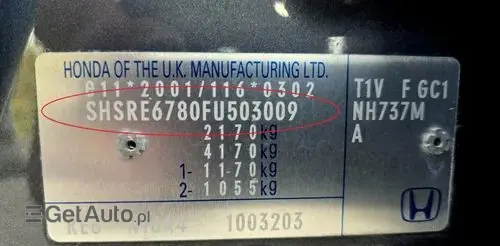 HONDA OF THE U.K. MANUFACTURING LTD.
e11*2001/116*0302
SHSRE6780FU503009
2170kg
4170kg
1- 1170kg
2- 1055kg
1003203
T1V F GC1
NH737M
A
GetAuto.pl